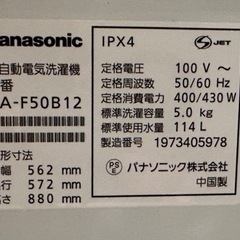 Panasonic
自動電気洗濯機
番
A-F50B12
形寸法
幅 562 mm
行 572 mm
高さ 880 mm
IPX4
S JET
定格電圧 100 V~
定格周波数 50/60 Hz
定格消費電力 400/430 W
標準洗濯容量 5.0 kg
標準使用水量 114 L
製造番号 1973405978
PS E パナソニック株式会社
中国製